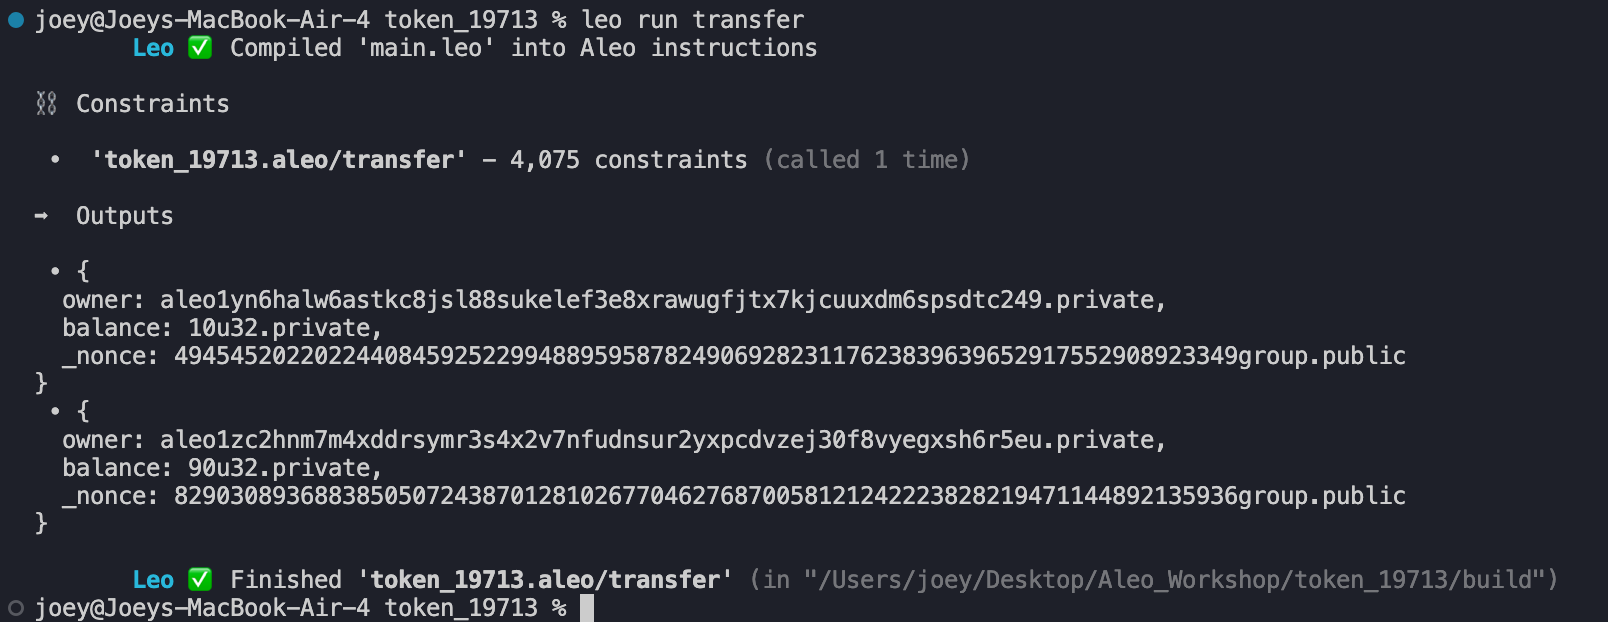 joey@Joeys-MacBook-Air-4 token_19713 % leo run transfer
Leo ✅ Compiled 'main.leo' into Aleo instructions
⛓ Constraints
• 'token_19713.aleo/transfer' – 4,075 constraints (called 1 time)
➡ Outputs
• {
owner: aleo1yn6halw6astkc8jsl88sukelef3e8xrawugfjtx7kjcuuxdm6spsdtc249.private,
balance: 10u32.private,
_nonce: 4945452022022440845925229948895958782490692823117623839639652917552908923349group.public
}
• {
owner: aleo1zc2hnm7m4xddrsymr3s4x2v7nfudnsur2yxpcdvzej30f8vyegxsh6r5eu.private,
balance: 90u32.private,
_nonce: 8290308936883850507243870128102677046276870058121242223828219471144892135936group.public
}
Leo ✅ Finished 'token_19713.aleo/transfer' (in "/Users/joey/Desktop/Aleo_Workshop/token_19713/build")
joey@Joeys-MacBook-Air-4 token_19713 %